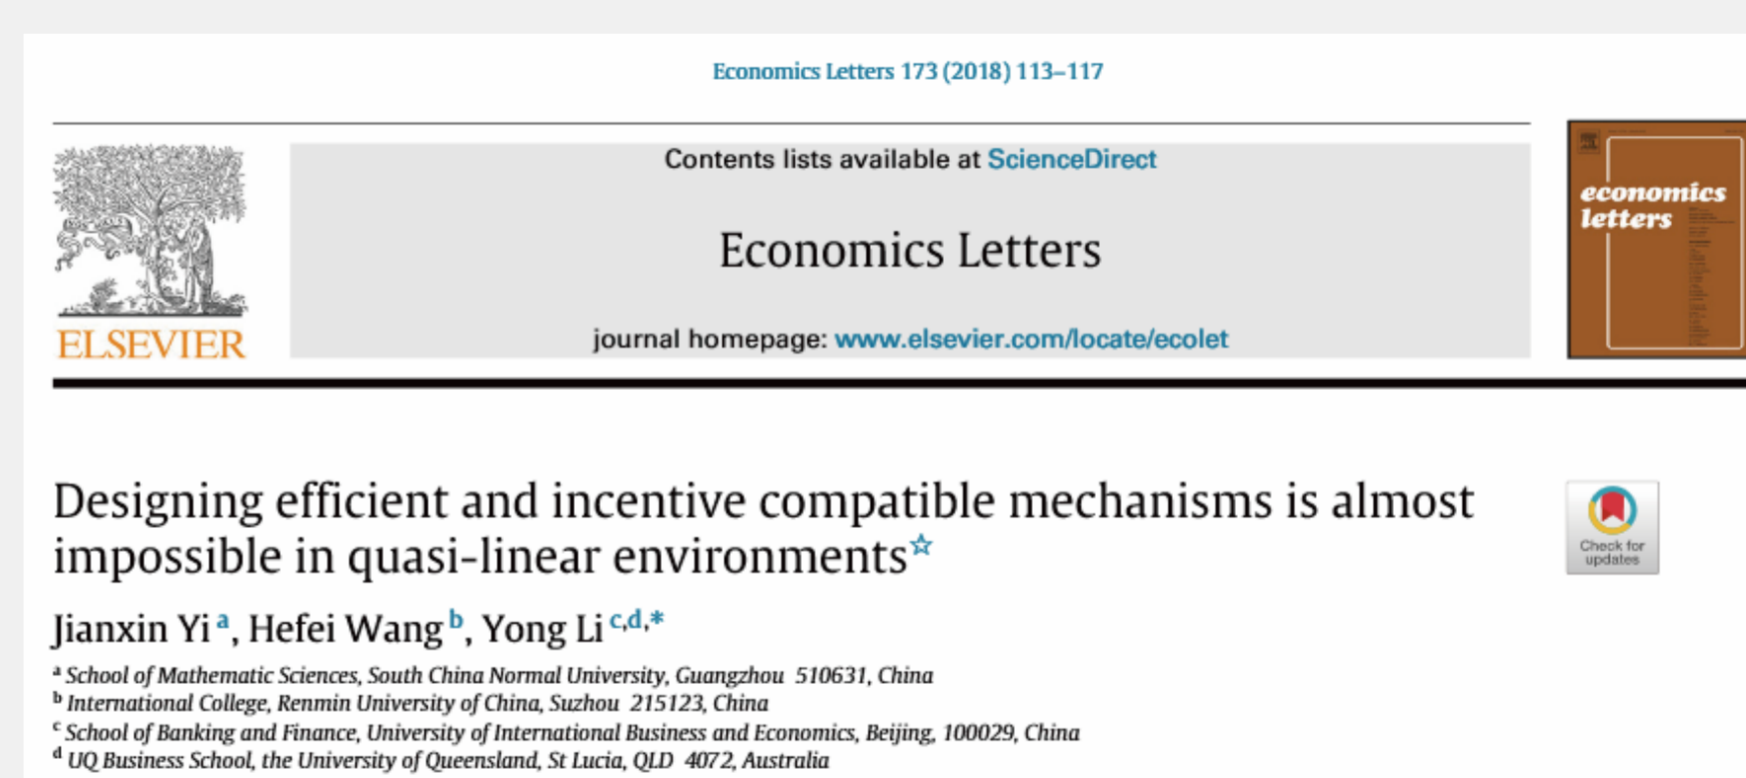 Economics Letters 173 (2018) 113–117
Contents lists available at ScienceDirect
Economics Letters
journal homepage: www.elsevier.com/locate/ecolet
ELSEVIER
economics
letters
Designing efficient and incentive compatible mechanisms is almost
impossible in quasi-linear environments☆
Check for
updates
Jianxin Yi a, Hefei Wang b, Yong Li c,d,*
a School of Mathematic Sciences, South China Normal University, Guangzhou 510631, China
b International College, Renmin University of China, Suzhou 215123, China
c School of Banking and Finance, University of International Business and Economics, Beijing, 100029, China
d UQ Business School, the University of Queensland, St Lucia, QLD 4072, Australia